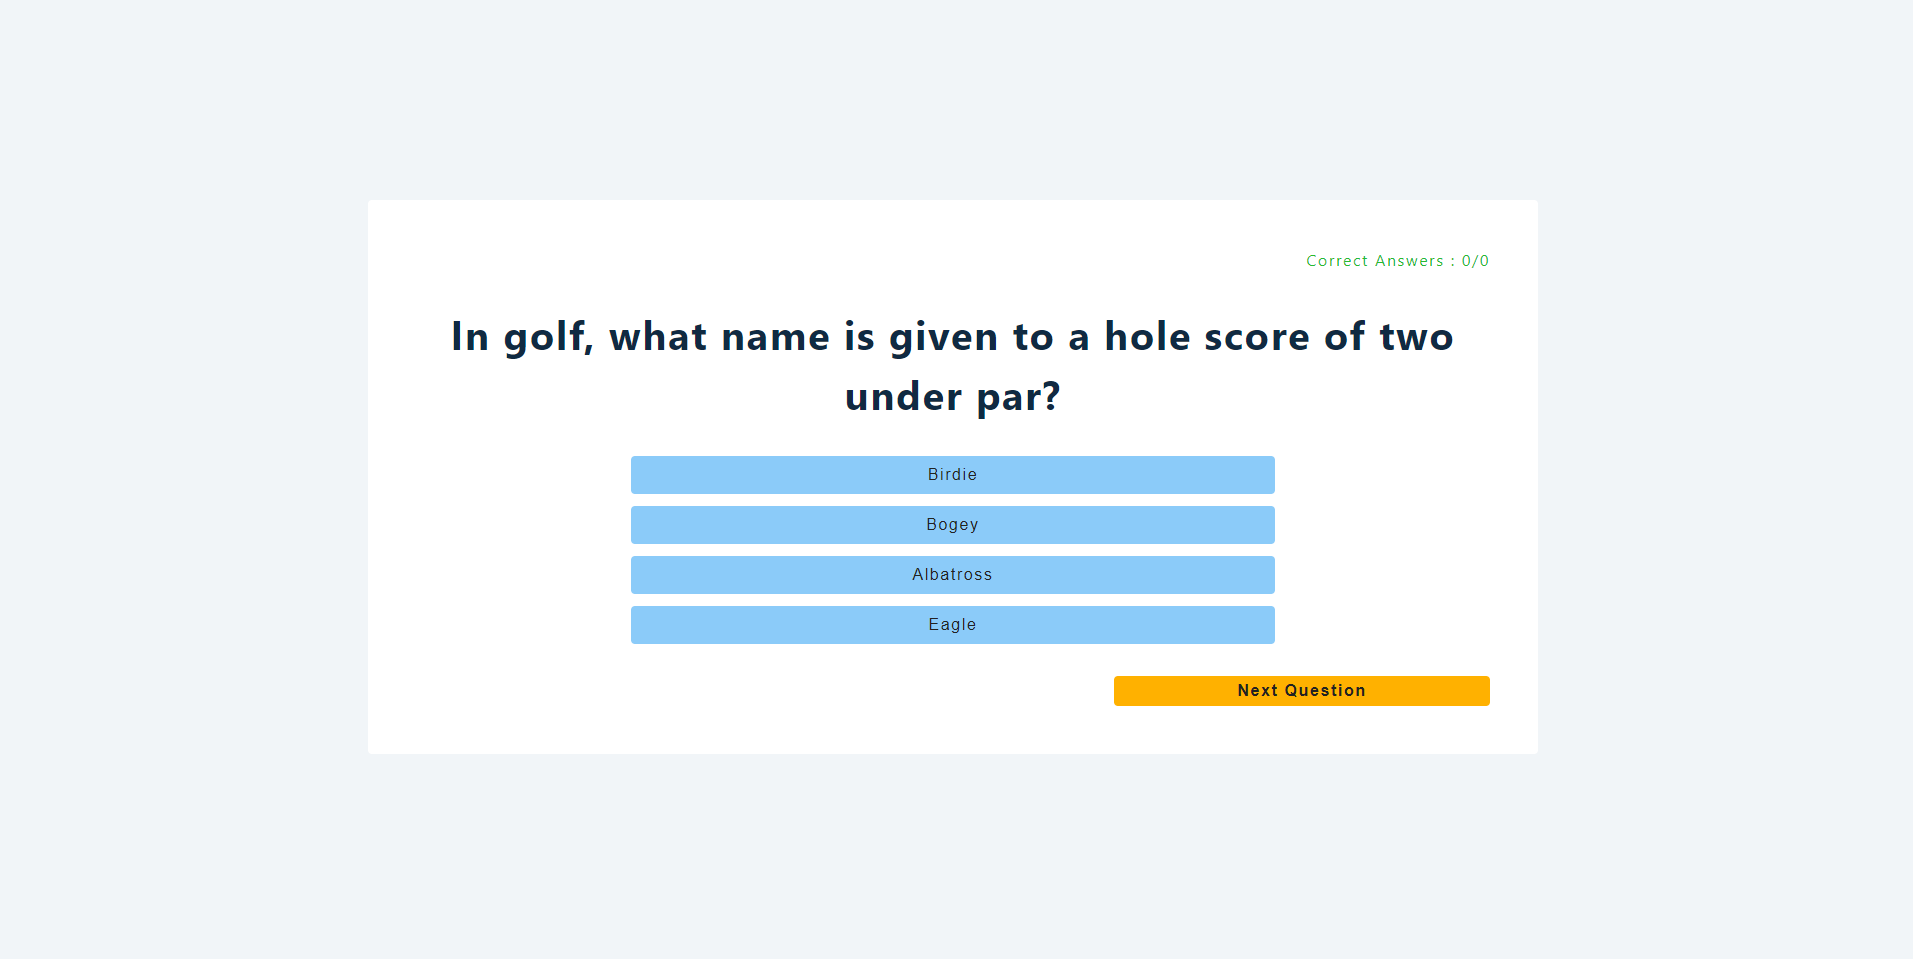 Correct Answers : 0/0
In golf, what name is given to a hole score of two
under par?
Birdie
Bogey
Albatross
Eagle
Next Question